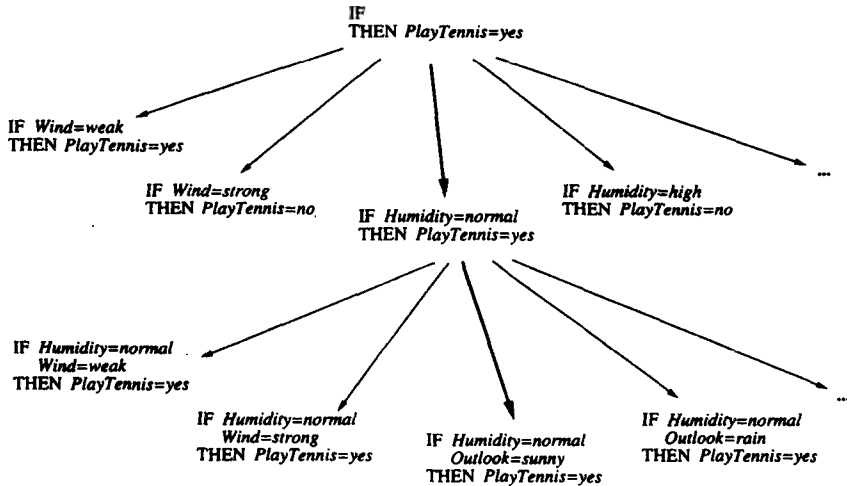 IF
THEN PlayTennis=yes
IF Wind=weak
THEN PlayTennis=yes
IF Wind=strong
THEN PlayTennis=no
IF Humidity=normal
THEN PlayTennis=yes
IF Humidity=high
THEN PlayTennis=no
...
IF Humidity=normal
Wind=weak
THEN PlayTennis=yes
IF Humidity=normal
Wind=strong
THEN PlayTennis=yes
IF Humidity=normal
Outlook=sunny
THEN PlayTennis=yes
IF Humidity=normal
Outlook=rain
THEN PlayTennis=yes
...